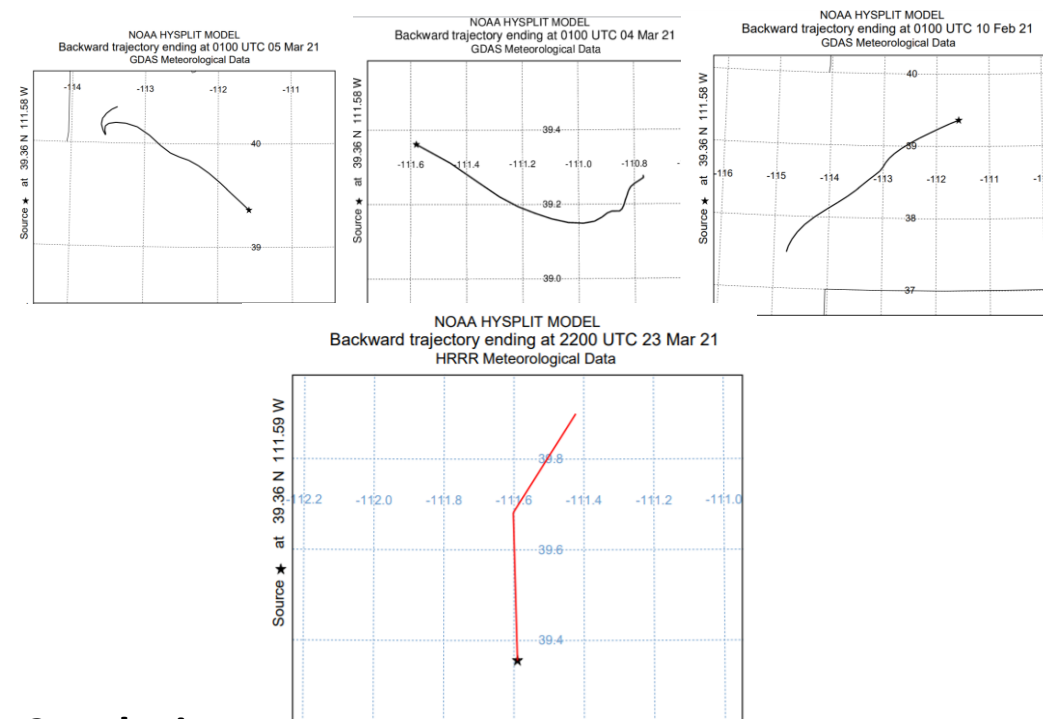 NOAA HYSPLIT MODEL
Backward trajectory ending at 0100 UTC 05 Mar 21
GDAS Meteorological Data
Source ★ at 39.36 N 111.58 W
-114 -113 -112 -111
40
39
NOAA HYSPLIT MODEL
Backward trajectory ending at 0100 UTC 04 Mar 21
GDAS Meteorological Data
Source ★ at 39.36 N 111.58 W
39.4
-111.6 -111.4 -111.2 -111.0 -110.8
39.2
39.0
NOAA HYSPLIT MODEL
Backward trajectory ending at 0100 UTC 10 Feb 21
GDAS Meteorological Data
Source ★ at 39.36 N 111.58 W
40
39
-116 -115 -114 -113 -112 -111
38
37
NOAA HYSPLIT MODEL
Backward trajectory ending at 2200 UTC 23 Mar 21
HRRR Meteorological Data
Source ★ at 39.36 N 111.59 W
39.8
-112.2 -112.0 -111.8 -111.6 -111.4 -111.2 -111.0
39.6
39.4